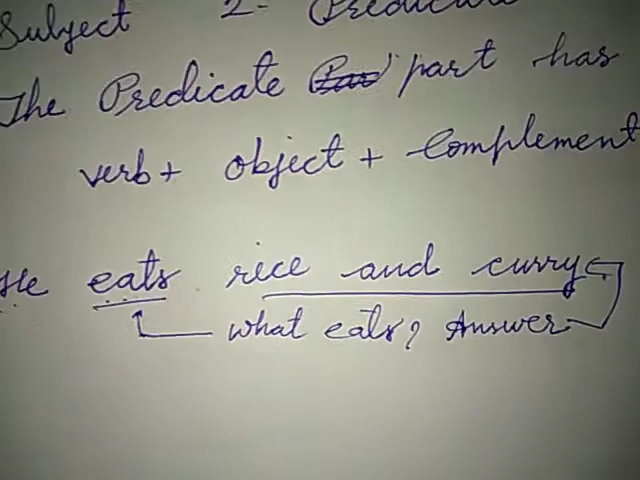 Subject 2- Predicate
The Predicate part has
verb + object + Complement
He eats rice and curry
what eats? Answer